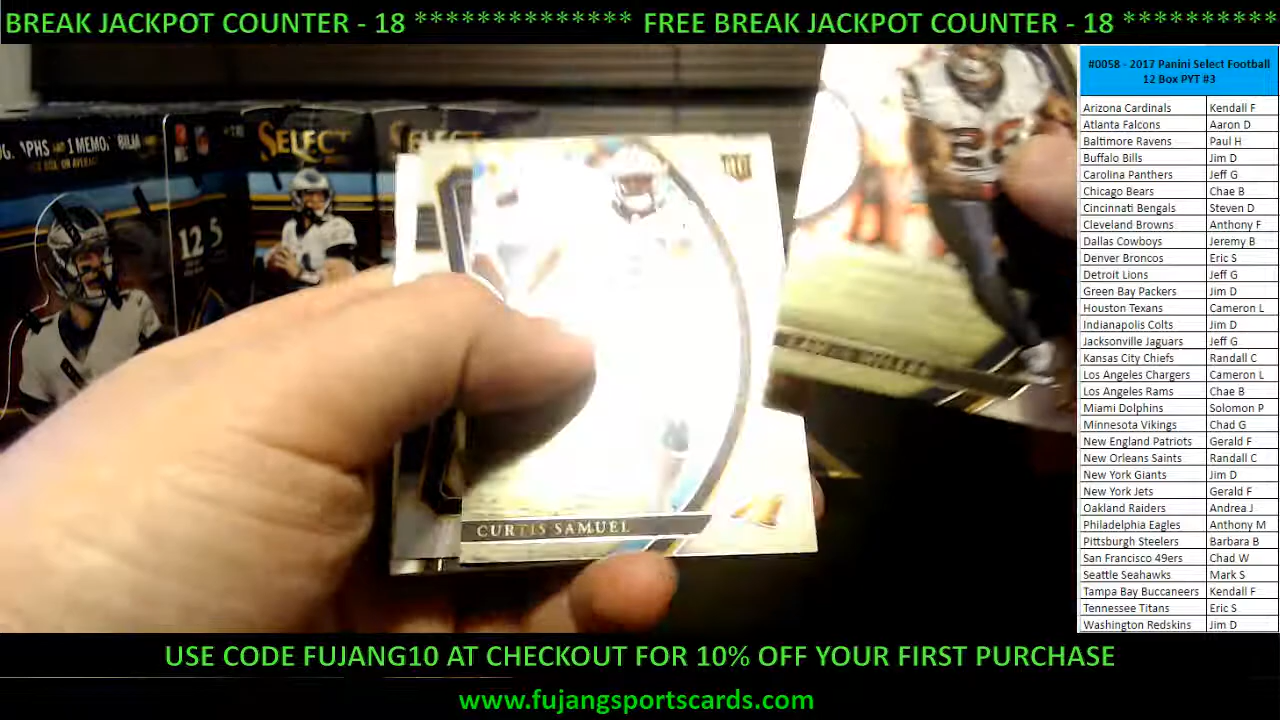 BREAK JACKPOT COUNTER - 18 ************** FREE BREAK JACKPOT COUNTER - 18 **********
#0058 - 2017 Panini Select Football
12 Box PYT #3
Arizona Cardinals Kendall F
Atlanta Falcons Aaron D
Baltimore Ravens Paul H
Buffalo Bills Jim D
Carolina Panthers Jeff G
Chicago Bears Chae B
Cincinnati Bengals Steven D
Cleveland Browns Anthony F
Dallas Cowboys Jeremy B
Denver Broncos Eric S
Detroit Lions Jeff G
Green Bay Packers Jim D
Houston Texans Cameron L
Indianapolis Colts Jim D
Jacksonville Jaguars Jeff G
Kansas City Chiefs Randall C
Los Angeles Chargers Cameron L
Los Angeles Rams Chae B
Miami Dolphins Solomon P
Minnesota Vikings Chad G
New England Patriots Gerald F
New Orleans Saints Randall C
New York Giants Jim D
New York Jets Gerald F
Oakland Raiders Andrea J
Philadelphia Eagles Anthony M
Pittsburgh Steelers Barbara B
San Francisco 49ers Chad W
Seattle Seahawks Mark S
Tampa Bay Buccaneers Kendall F
Tennessee Titans Eric S
Washington Redskins Jim D
SELECT
12 5
CURTIS SAMUEL
USE CODE FUJANG10 AT CHECKOUT FOR 10% OFF YOUR FIRST PURCHASE
www.fujangsportscards.com